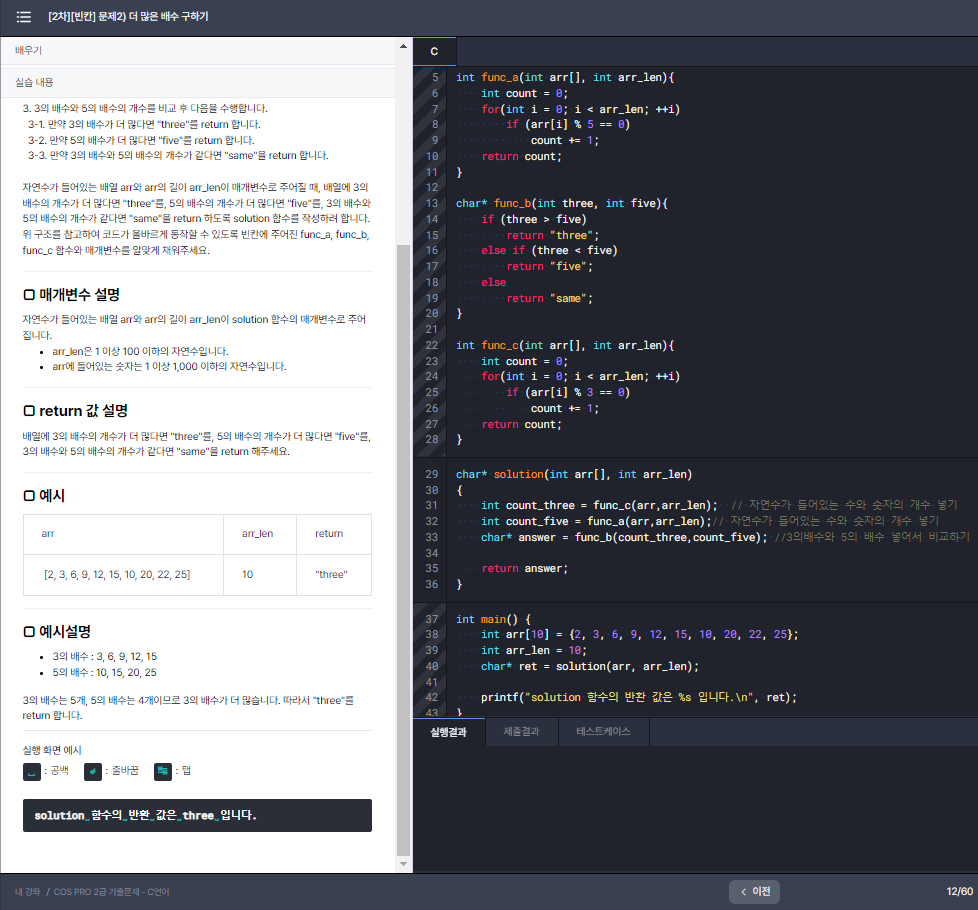 [2차][빈칸] 문제2) 더 많은 배수 구하기
배우기
실습 내용
3. 3의 배수와 5의 배수의 개수를 비교 후 다음을 수행합니다.
3-1. 만약 3의 배수가 더 많다면 "three"를 return 합니다.
3-2. 만약 5의 배수가 더 많다면 "five"를 return 합니다.
3-3. 만약 3의 배수와 5의 배수의 개수가 같다면 "same"을 return 합니다.
자연수가 들어있는 배열 arr와 arr의 길이 arr_len이 매개변수로 주어질 때, 배열에 3의
배수의 개수가 더 많다면 "three"를, 5의 배수의 개수가 더 많다면 "five"를, 3의 배수와
5의 배수의 개수가 같다면 "same"을 return 하도록 solution 함수를 작성하려 합니다.
위 구조를 참고하여 코드가 올바르게 동작할 수 있도록 빈칸에 주어진 func_a, func_b,
func_c 함수와 매개변수를 알맞게 채워주세요.
매개변수 설명
자연수가 들어있는 배열 arr와 arr의 길이 arr_len이 solution 함수의 매개변수로 주어
집니다.
• arr_len은 1 이상 100 이하의 자연수입니다.
• arr에 들어있는 숫자는 1 이상 1,000 이하의 자연수입니다.
return 값 설명
배열에 3의 배수의 개수가 더 많다면 "three"를, 5의 배수의 개수가 더 많다면 "five"를,
3의 배수와 5의 배수의 개수가 같다면 "same"을 return 해주세요.
예시
arr arr_len return
[2, 3, 6, 9, 12, 15, 10, 20, 22, 25] 10 "three"
예시설명
• 3의 배수 : 3, 6, 9, 12, 15
• 5의 배수 : 10, 15, 20, 25
3의 배수는 5개, 5의 배수는 4개이므로 3의 배수가 더 많습니다. 따라서 "three"를
return 합니다.
실행 화면 예시
: 공백 : 줄바꿈 : 탭
solution 함수의 반환 값은 three 입니다.
C
5 int func_a(int arr[], int arr_len){
6 int count = 0;
7 for(int i = 0; i < arr_len; ++i)
8 if (arr[i] % 5 == 0)
9 count += 1;
10 return count;
11 }
12
13 char* func_b(int three, int five){
14 if (three > five)
15 return "three";
16 else if (three < five)
17 return "five";
18 else
19 return "same";
20 }
21
22 int func_c(int arr[], int arr_len){
23 int count = 0;
24 for(int i = 0; i < arr_len; ++i)
25 if (arr[i] % 3 == 0)
26 count += 1;
27 return count;
28 }
29 char* solution(int arr[], int arr_len)
30 {
31 int count_three = func_c(arr,arr_len); // 자연수가 들어있는 수와 숫자의 개수 넣기
32 int count_five = func_a(arr,arr_len);// 자연수가 들어있는 수와 숫자의 개수 넣기
33 char* answer = func_b(count_three,count_five); //3의배수와 5의 배수 넣어서 비교하기
34
35 return answer;
36 }
37 int main() {
38 int arr[10] = {2, 3, 6, 9, 12, 15, 10, 20, 22, 25};
39 int arr_len = 10;
40 char* ret = solution(arr, arr_len);
41
42 printf("solution 함수의 반환 값은 %s 입니다.\n", ret);
43 }
실행결과 제출결과 테스트케이스
내 강좌 / COS PRO 2급 기출문제 - C언어
< 이전
12/60